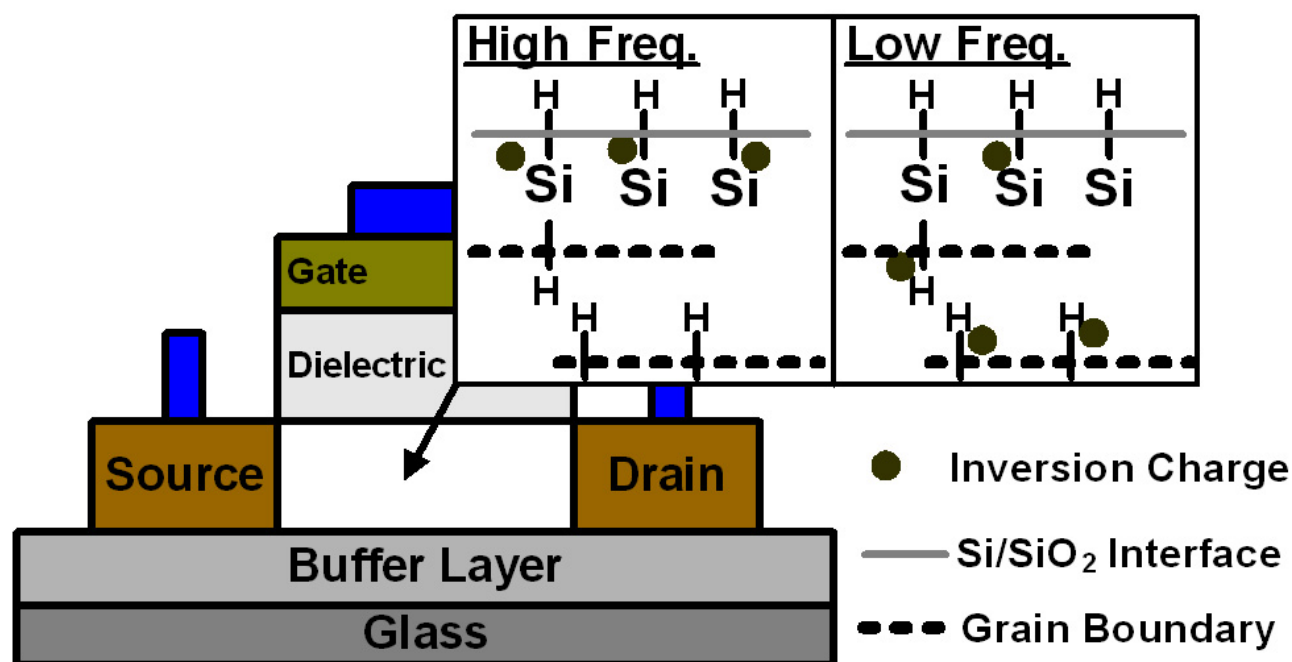 High Freq.
Low Freq.
H H H
H H H
Si Si Si
Si Si Si
H
H
H H
H H
Gate
Dielectric
Source
Drain
Buffer Layer
Glass
Inversion Charge
Si/SiO₂ Interface
Grain Boundary